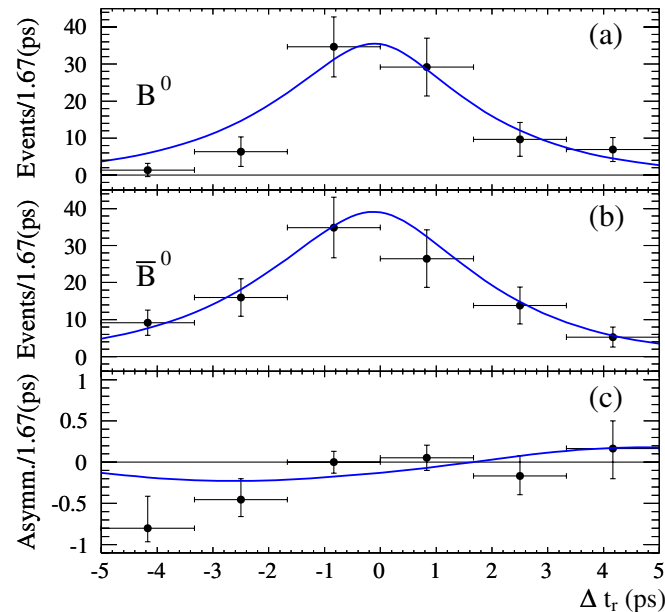 Events/1.67(ps)
40
30
20
10
0
B⁰
(a)
Events/1.67(ps)
40
30
20
10
0
B̅⁰
(b)
Asymm./1.67(ps)
1
0.5
0
-0.5
-1
(c)
-5 -4 -3 -2 -1 0 1 2 3 4 5
Δ tᵣ (ps)